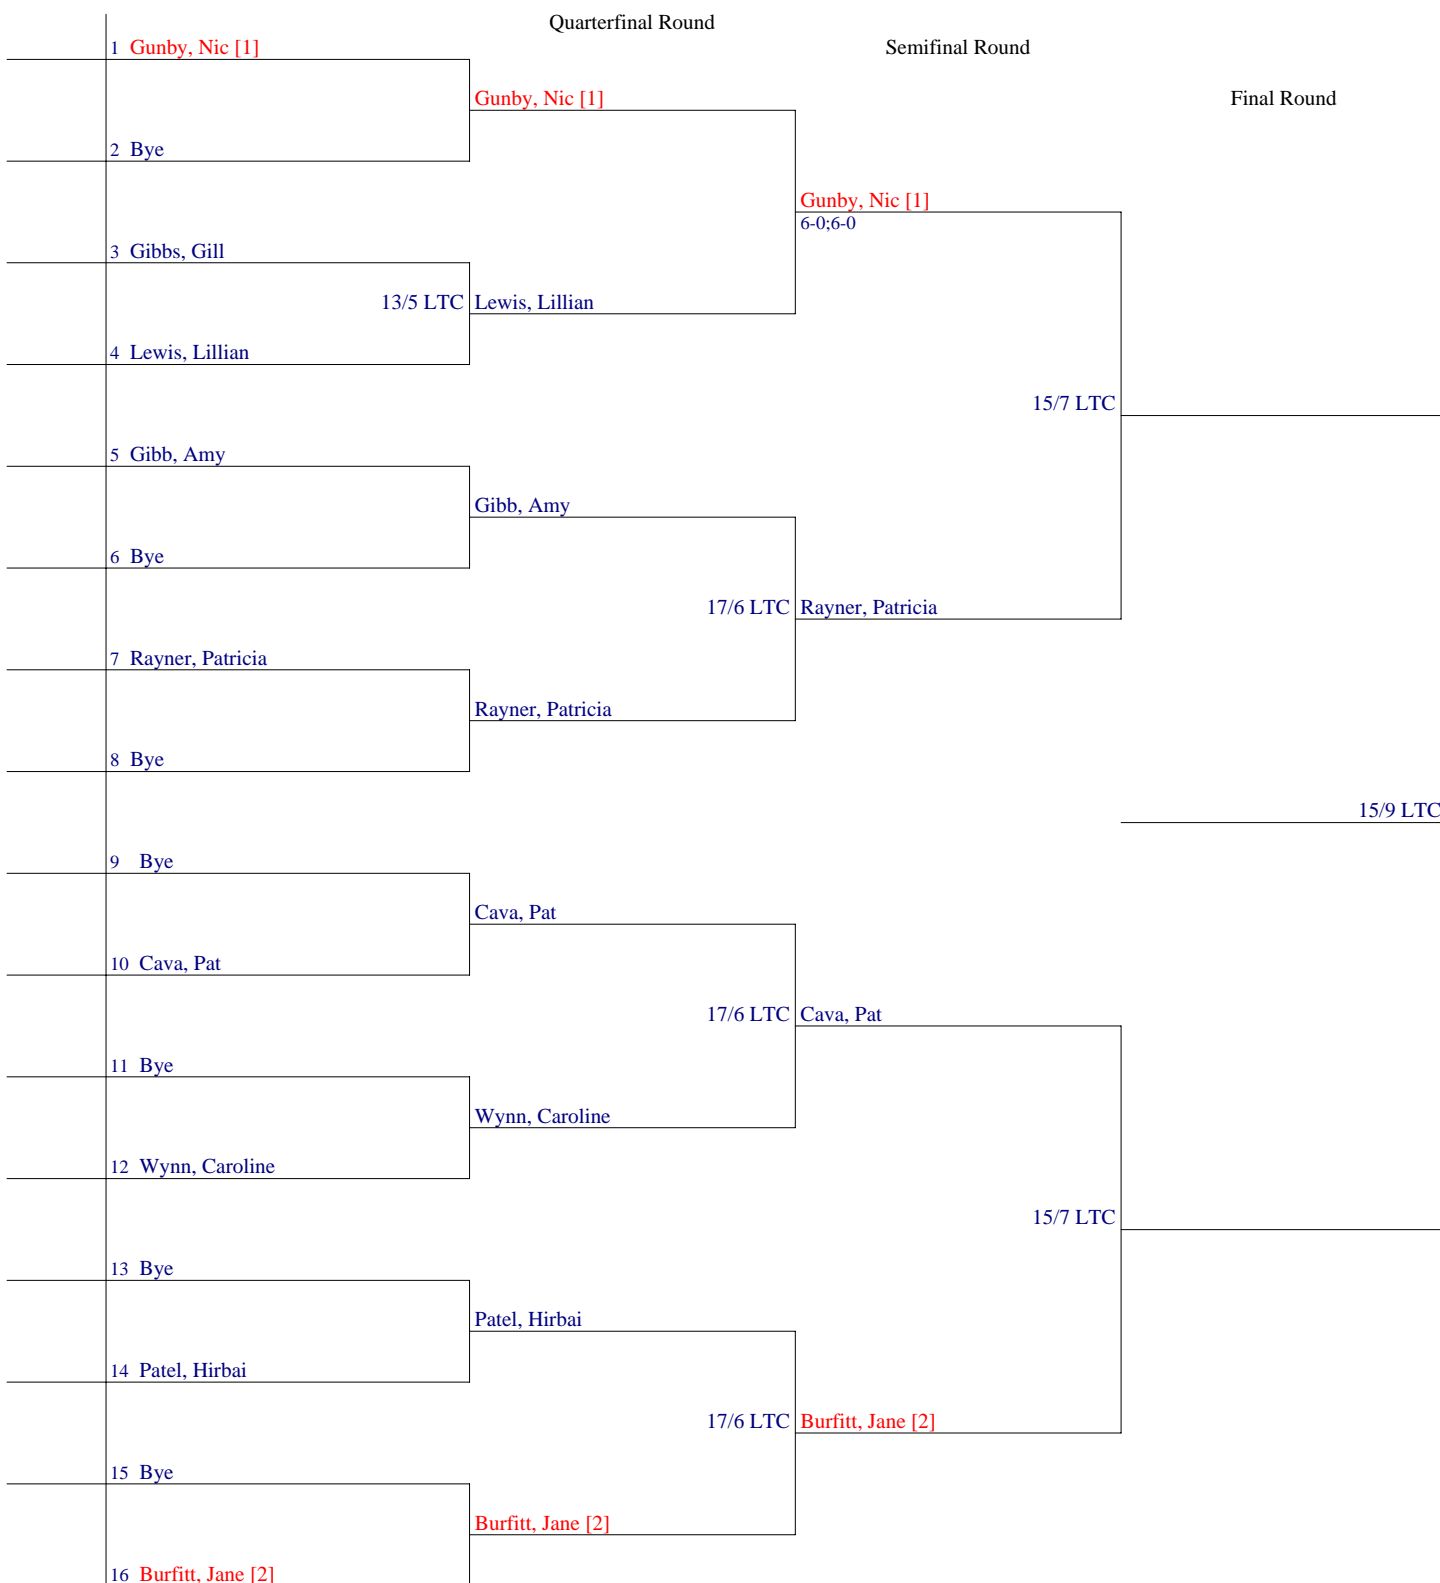 Quarterfinal Round
1 Gunby, Nic [1]
Semifinal Round
Gunby, Nic [1]
Final Round
2 Bye
Gunby, Nic [1]
6-0;6-0
3 Gibbs, Gill
13/5 LTC Lewis, Lillian
4 Lewis, Lillian
15/7 LTC
5 Gibb, Amy
Gibb, Amy
6 Bye
17/6 LTC Rayner, Patricia
7 Rayner, Patricia
Rayner, Patricia
8 Bye
15/9 LTC
9 Bye
Cava, Pat
10 Cava, Pat
17/6 LTC Cava, Pat
11 Bye
Wynn, Caroline
12 Wynn, Caroline
15/7 LTC
13 Bye
Patel, Hirbai
14 Patel, Hirbai
17/6 LTC Burfitt, Jane [2]
15 Bye
Burfitt, Jane [2]
16 Burfitt, Jane [2]